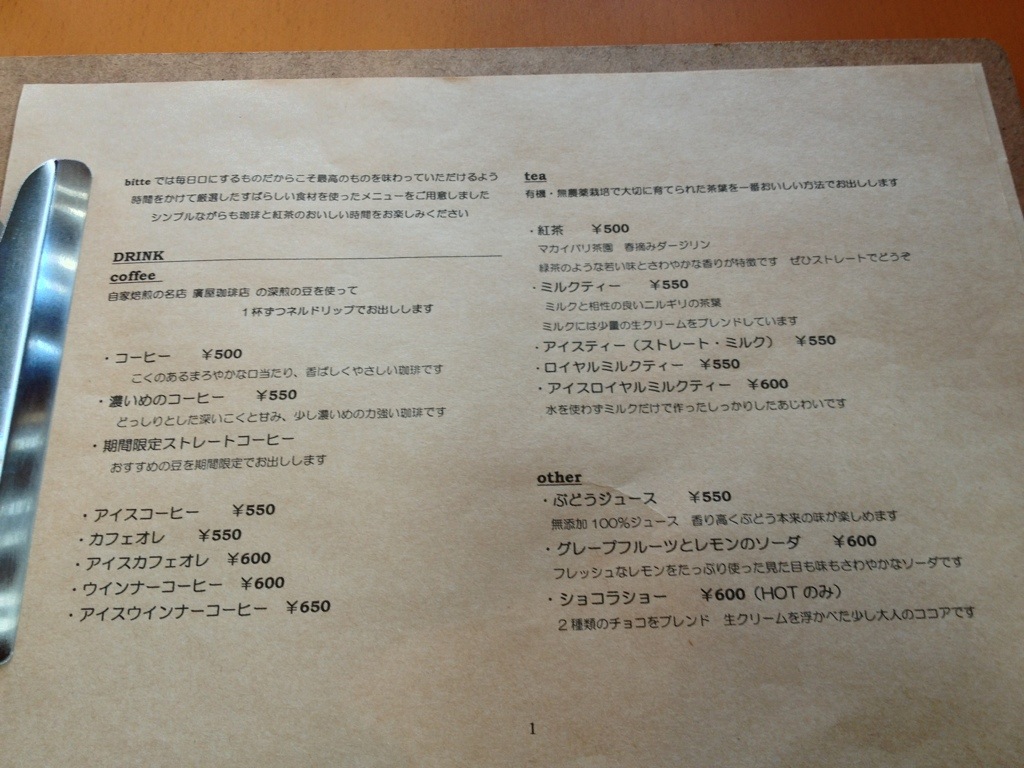 bitte では毎日口にするものだからこそ最高のものを味わっていただけるよう
時間をかけて厳選したすばらしい食材を使ったメニューをご用意しました
シンプルながらも珈琲と紅茶のおいしい時間をお楽しみください
DRINK
coffee
自家焙煎の名店 廣屋珈琲店 の深煎の豆を使って
1杯ずつネルドリップでお出しします
・コーヒー ￥500
こくのあるまろやかな口当たり、香ばしくやさしい珈琲です
・濃いめのコーヒー ￥550
どっしりとした深いこくと甘み、少し濃いめの力強い珈琲です
・期間限定ストレートコーヒー
おすすめの豆を期間限定でお出しします
・アイスコーヒー ￥550
・カフェオレ ￥550
・アイスカフェオレ ￥600
・ウインナーコーヒー ￥600
・アイスウインナーコーヒー ￥650
tea
有機・無農薬栽培で大切に育てられた茶葉を一番おいしい方法でお出しします
・紅茶 ￥500
マカイバリ茶園 春摘みダージリン
緑茶のような若い味とさわやかな香りが特徴です ぜひストレートでどうぞ
・ミルクティー ￥550
ミルクと相性の良いニルギリの茶葉
ミルクには少量の生クリームをブレンドしています
・アイスティー（ストレート・ミルク） ￥550
・ロイヤルミルクティー ￥550
・アイスロイヤルミルクティー ￥600
水を使わずミルクだけで作ったしっかりしたあじわいです
other
・ぶどうジュース ￥550
無添加 100％ジュース 香り高くぶどう本来の味が楽しめます
・グレープフルーツとレモンのソーダ ￥600
フレッシュなレモンをたっぷり使った見た目も味もさわやかなソーダです
・ショコラショー ￥600（HOT のみ）
2種類のチョコをブレンド 生クリームを浮かべた少し大人のココアです
1